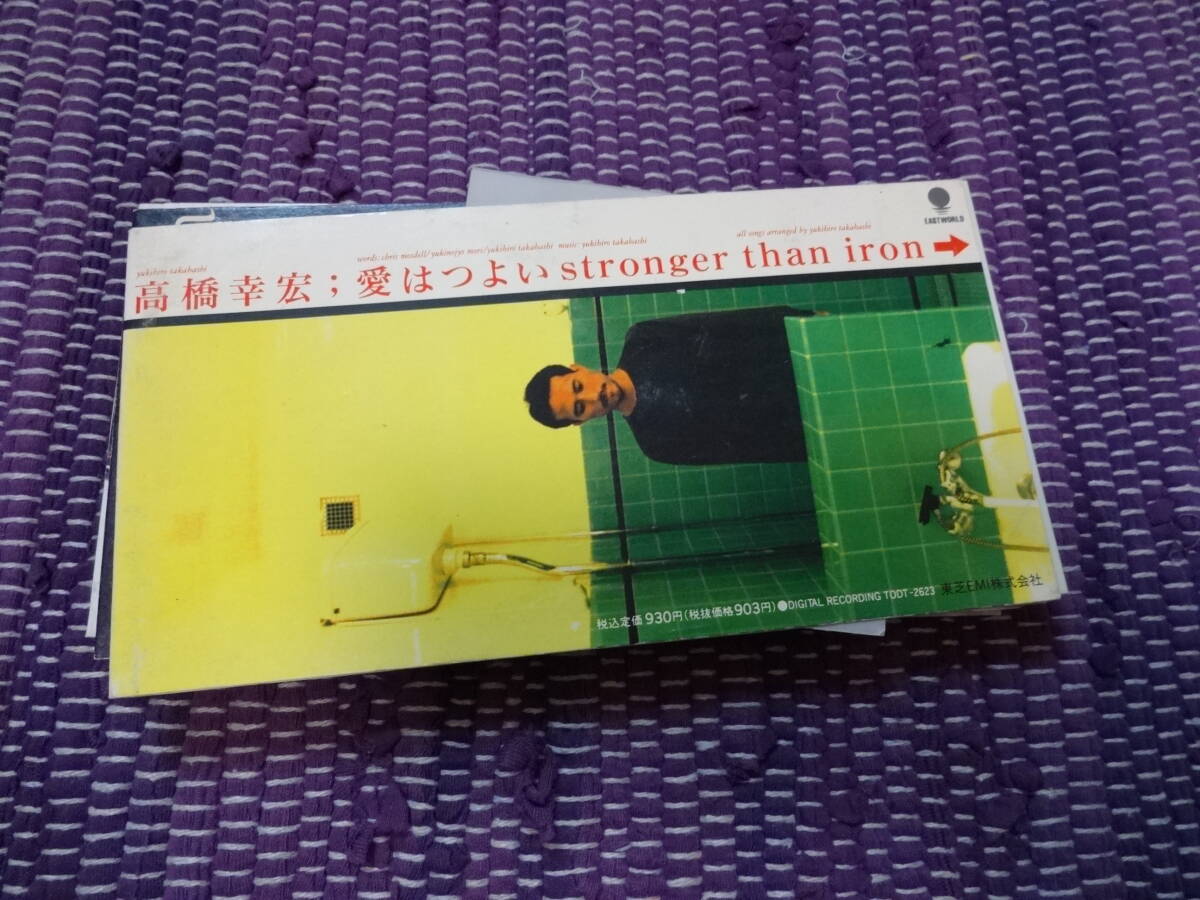 EASTWORLD
yukihiro takahashi
words: chris mosdell/yukinojyo mori/yukihiro takahashi music: yukihiro takahashi
all songs arranged by yukihiro takahashi
高橋幸宏；愛はつよい stronger than iron →
税込定価930円(税抜価格903円)●DIGITAL RECORDING TODT-2623 東芝EMI株式会社